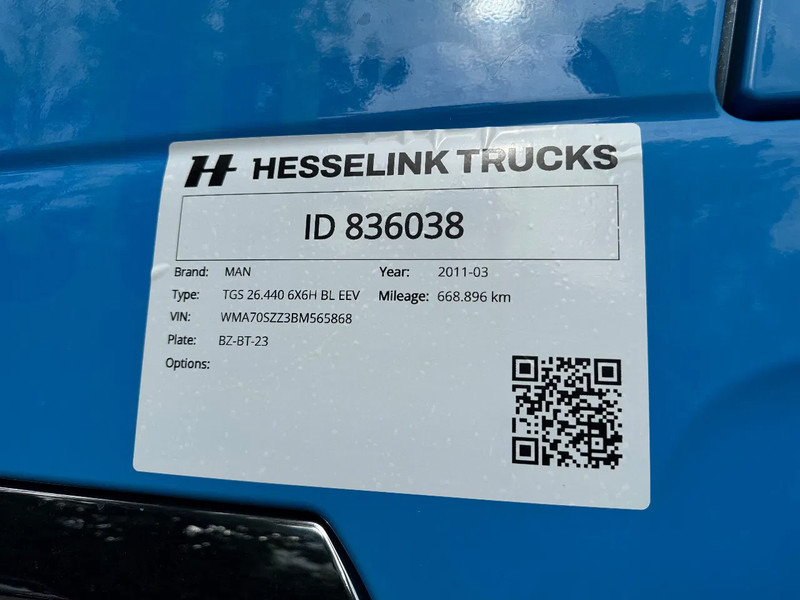 H HESSELINK TRUCKS
ID 836038
Brand: MAN Year: 2011-03
Type: TGS 26.440 6X6H BL EEV Mileage: 668.896 km
VIN: WMA70SZZ3BM565868
Plate: BZ-BT-23
Options: